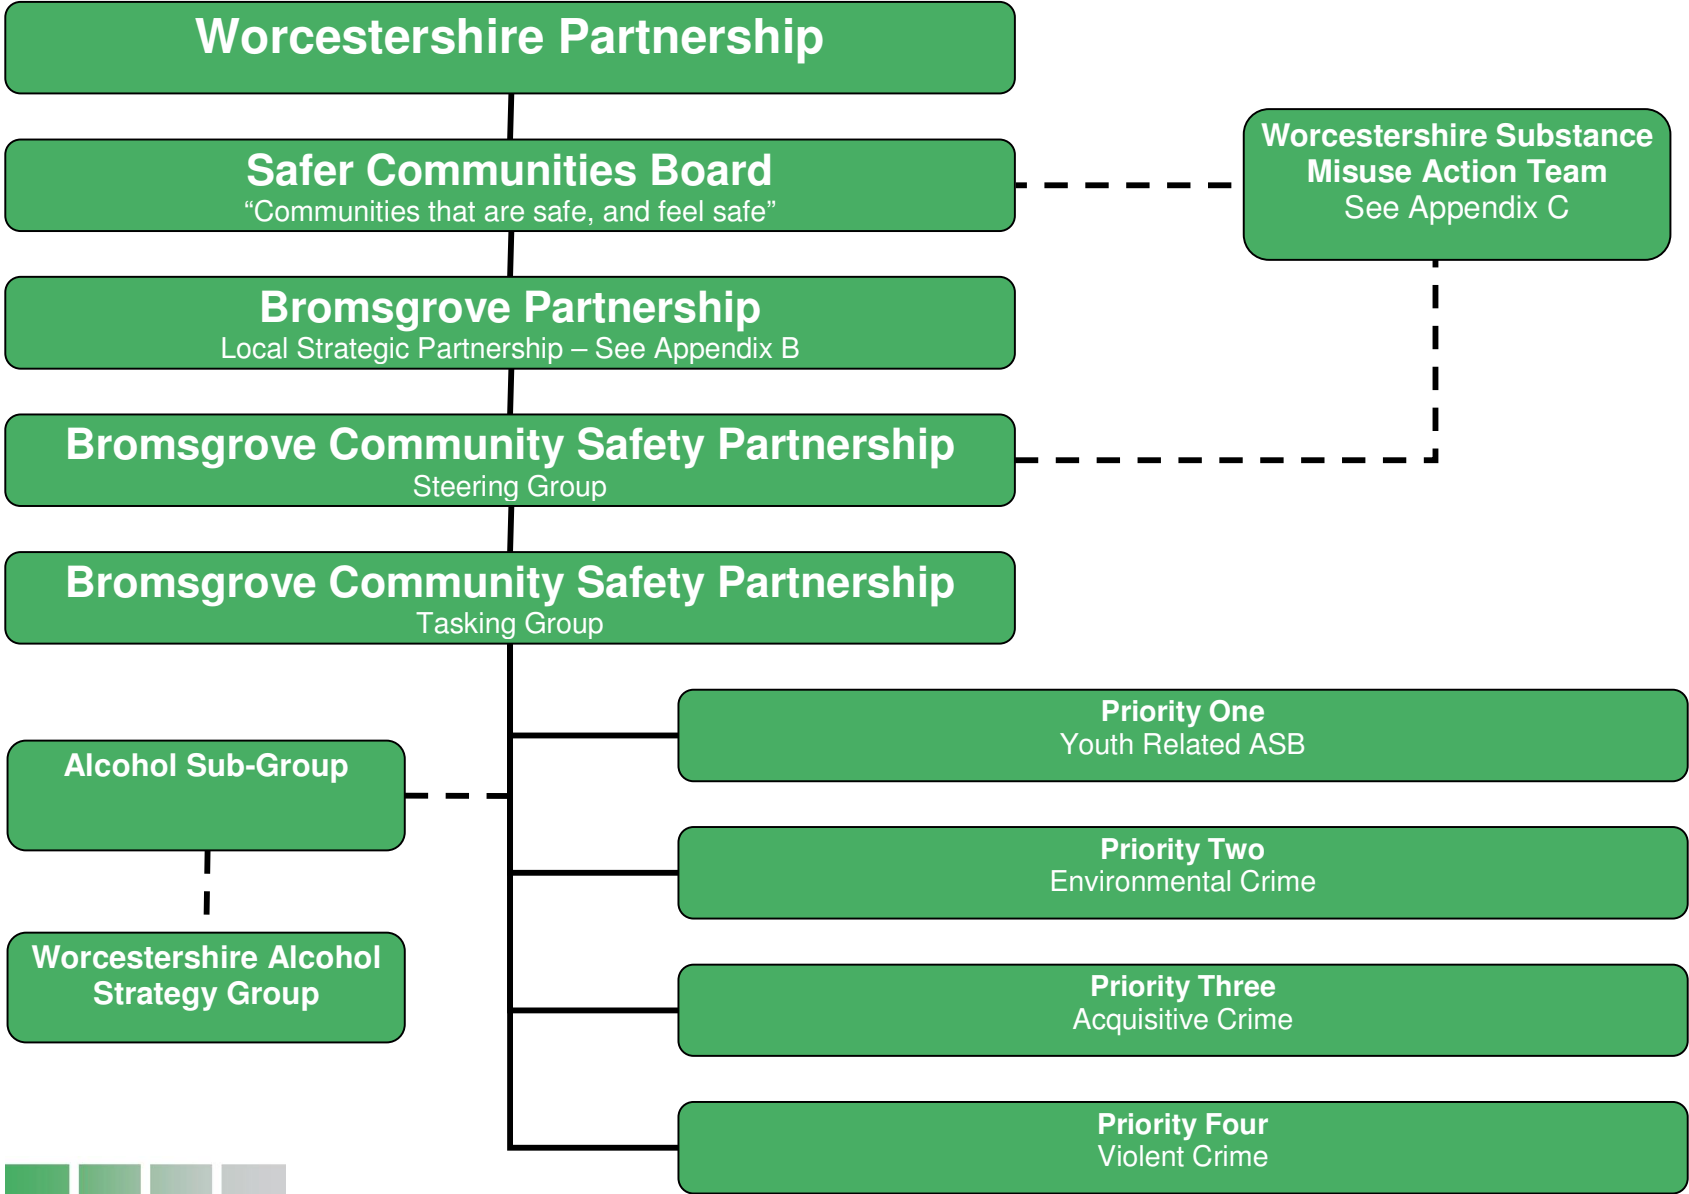 Worcestershire Partnership
Safer Communities Board
“Communities that are safe, and feel safe”
Worcestershire Substance
Misuse Action Team
See Appendix C
Bromsgrove Partnership
Local Strategic Partnership – See Appendix B
Bromsgrove Community Safety Partnership
Steering Group
Bromsgrove Community Safety Partnership
Tasking Group
Priority One
Youth Related ASB
Alcohol Sub-Group
Priority Two
Environmental Crime
Worcestershire Alcohol
Strategy Group
Priority Three
Acquisitive Crime
Priority Four
Violent Crime